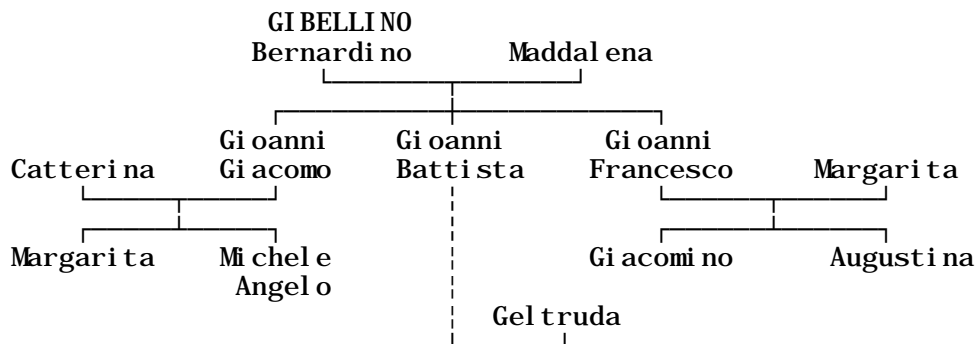 GIBELLINO
Bernardino Maddalena
Gioanni Gioanni Gioanni
Catterina Giacomo Battista Francesco Margarita
Margarita Michele Giacomino Augustina
Angelo
Geltruda